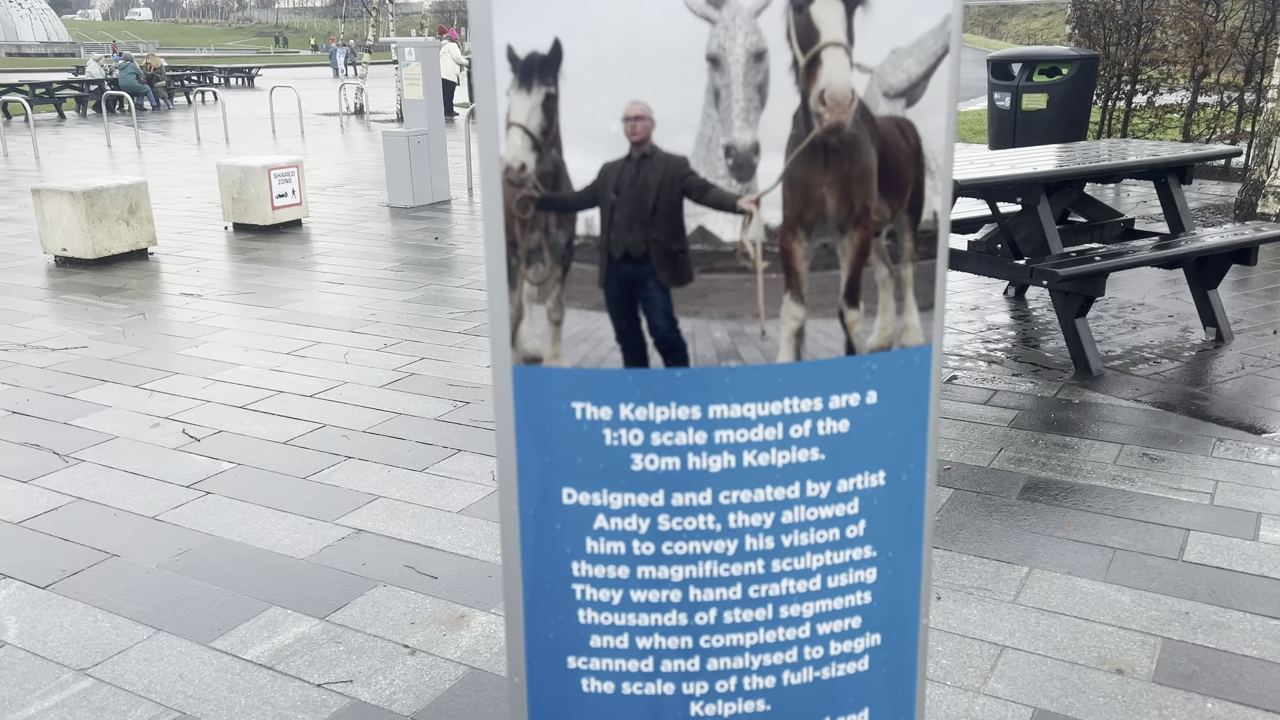 SHARED
ZONE
The Kelpies maquettes are a
1:10 scale model of the
30m high Kelpies.
Designed and created by artist
Andy Scott, they allowed
him to convey his vision of
these magnificent sculptures.
They were hand crafted using
thousands of steel segments
and when completed were
scanned and analysed to begin
the scale up of the full-sized
Kelpies.
and